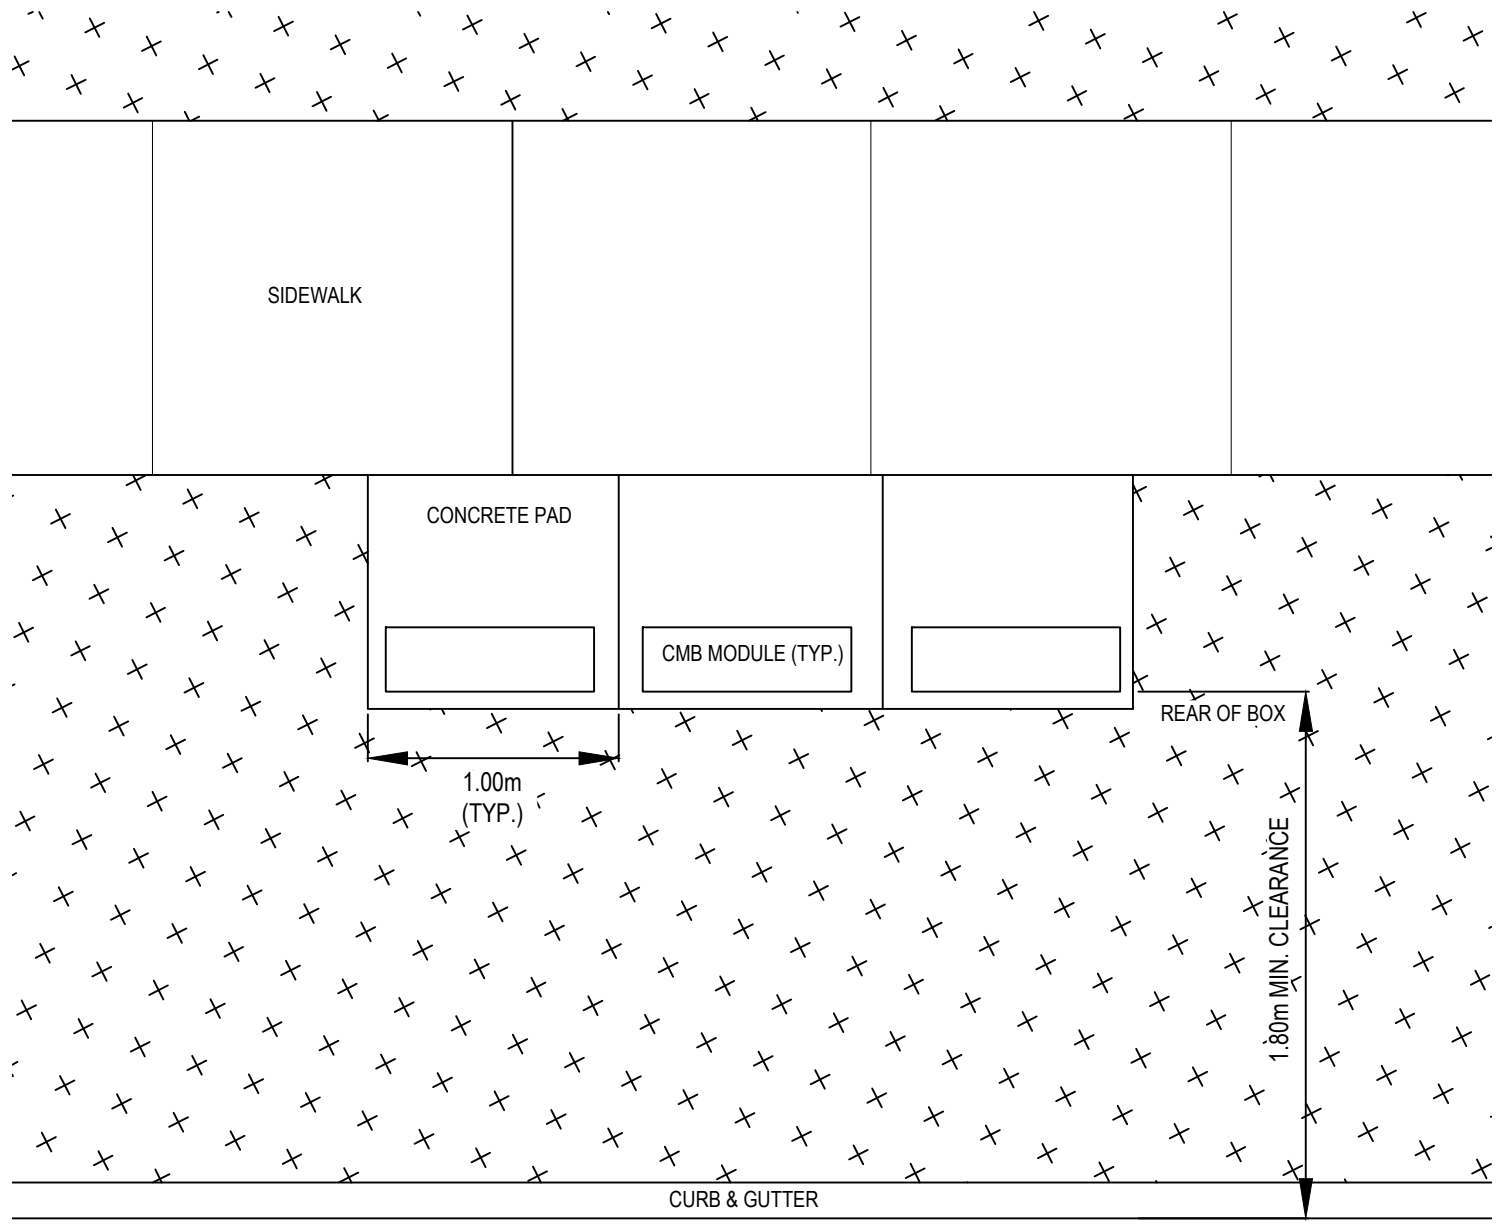 SIDEWALK
CONCRETE PAD
CMB MODULE (TYP.)
REAR OF BOX
1.00m
(TYP.)
1.80m MIN. CLEARANCE
CURB & GUTTER